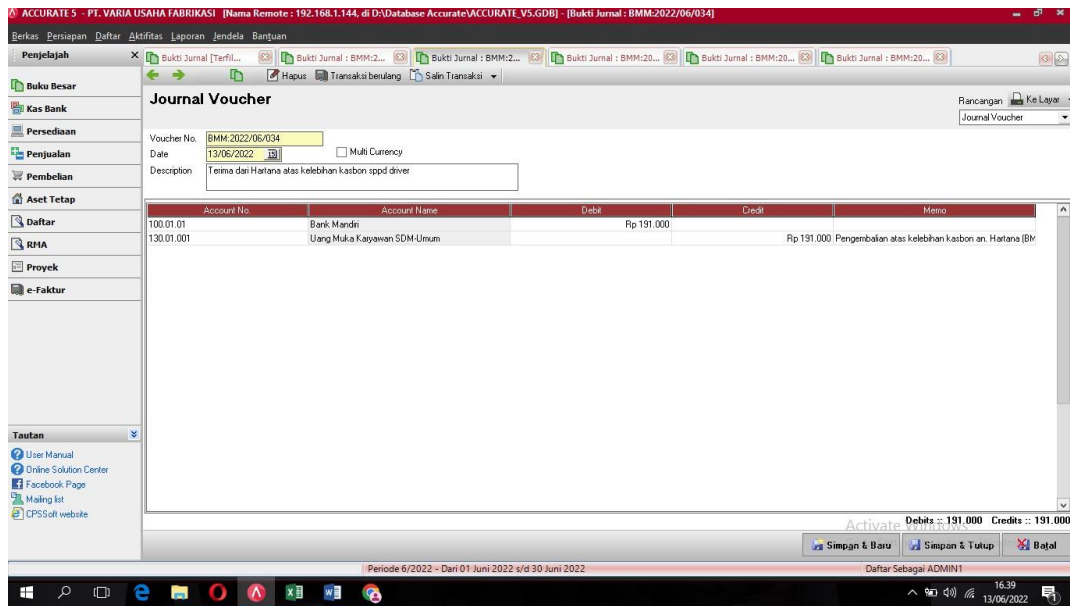 ACCURATE 5 - PT. VARIA USAHA FABRIKASI [Nama Remote : 192.168.1.144, di D:\Database Accurate\ACCURATE_V5.GDB] - [Bukti Jurnal : BMM:2022/06/034]
Berkas Persiapan Daftar Aktifitas Laporan Jendela Bantuan
Penjelajah X
Bukti Jurnal [Terfil... Bukti Jurnal : BMM:2... Bukti Jurnal : BMM:2... Bukti Jurnal : BMM:20... Bukti Jurnal : BMM:20... Bukti Jurnal : BMM:20...
Hapus Transaksi berulang Salin Transaksi
Buku Besar
Kas Bank
Persediaan
Penjualan
Pembelian
Aset Tetap
Daftar
RMA
Proyek
e-Faktur
Journal Voucher
Rancangan Ke Layar
Journal Voucher
Voucher No. BMM:2022/06/034
Date 13/06/2022 15 Multi Currency
Description Terima dari Hartana atas kelebihan kasbon sppd driver
Account No. Account Name Debit Credit Memo
100.01.01 Bank Mandiri Rp 191.000
130.01.001 Uang Muka Karyawan SDM-Umum Rp 191.000 Pengembalian atas kelebihan kasbon an. Hartana (BM
Tautan
User Manual
Online Solution Center
Facebook Page
Mailing list
CPSSoft website
Activate Windows
Debits :: 191.000 Credits :: 191.000
Simpan & Baru Simpan & Tutup Batal
Periode 6/2022 - Dari 01 Juni 2022 s/d 30 Juni 2022 Daftar Sebagai ADMIN1
16.39
13/06/2022